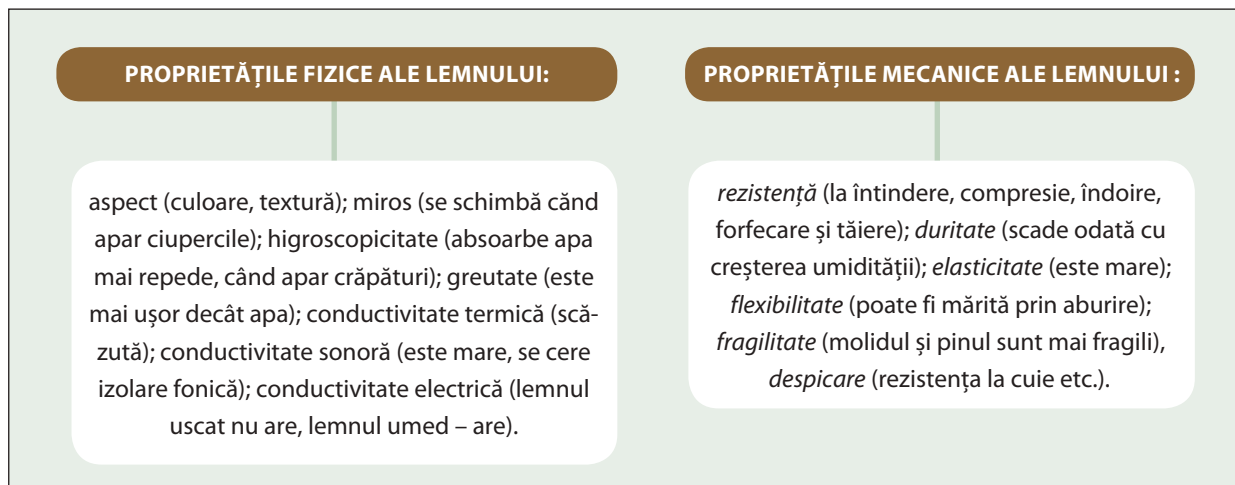 PROPRIETĂȚILE FIZICE ALE LEMNULUI:
aspect (culoare, textură); miros (se schimbă cănd
apar ciupercile); higroscopicitate (absoarbe apa
mai repede, când apar crăpături); greutate (este
mai ușor decât apa); conductivitate termică (scă-
zută); conductivitate sonoră (este mare, se cere
izolare fonică); conductivitate electrică (lemnul
uscat nu are, lemnul umed – are).
PROPRIETĂȚILE MECANICE ALE LEMNULUI :
rezistență (la întindere, compresie, îndoire,
forfecare și tăiere); duritate (scade odată cu
creșterea umidității); elasticitate (este mare);
flexibilitate (poate fi mărită prin aburire);
fragilitate (molidul și pinul sunt mai fragili),
despicare (rezistența la cuie etc.).